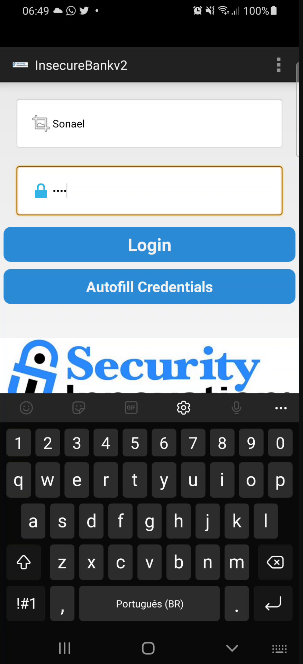 06:49
100%
InsecureBankv2
Sonael
••••
Login
Autofill Credentials
Security
GIF
1 2 3 4 5 6 7 8 9 0
q w e r t y u i o p
a s d f g h j k l
z x c v b n m
!#1 , Português (BR) .